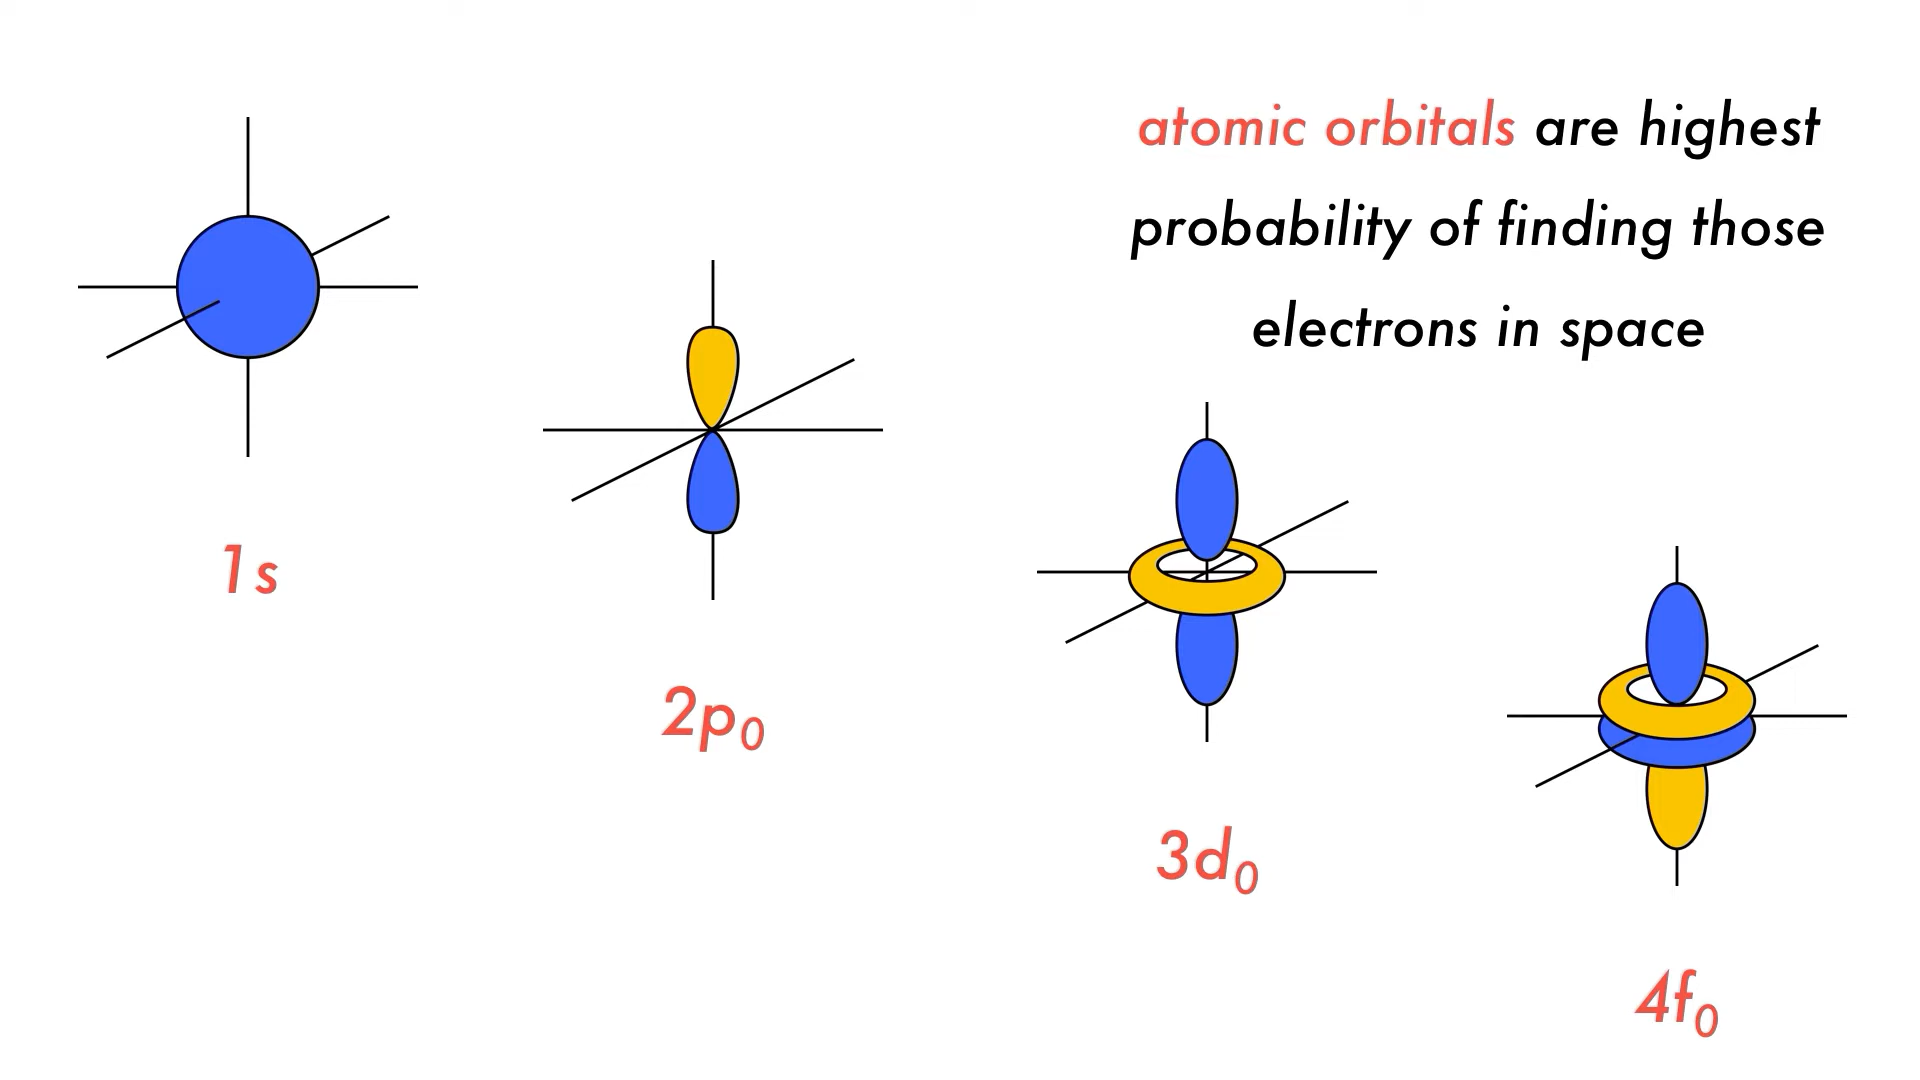 atomic orbitals are highest
probability of finding those
electrons in space
1s
2p₀
3d₀
4f₀